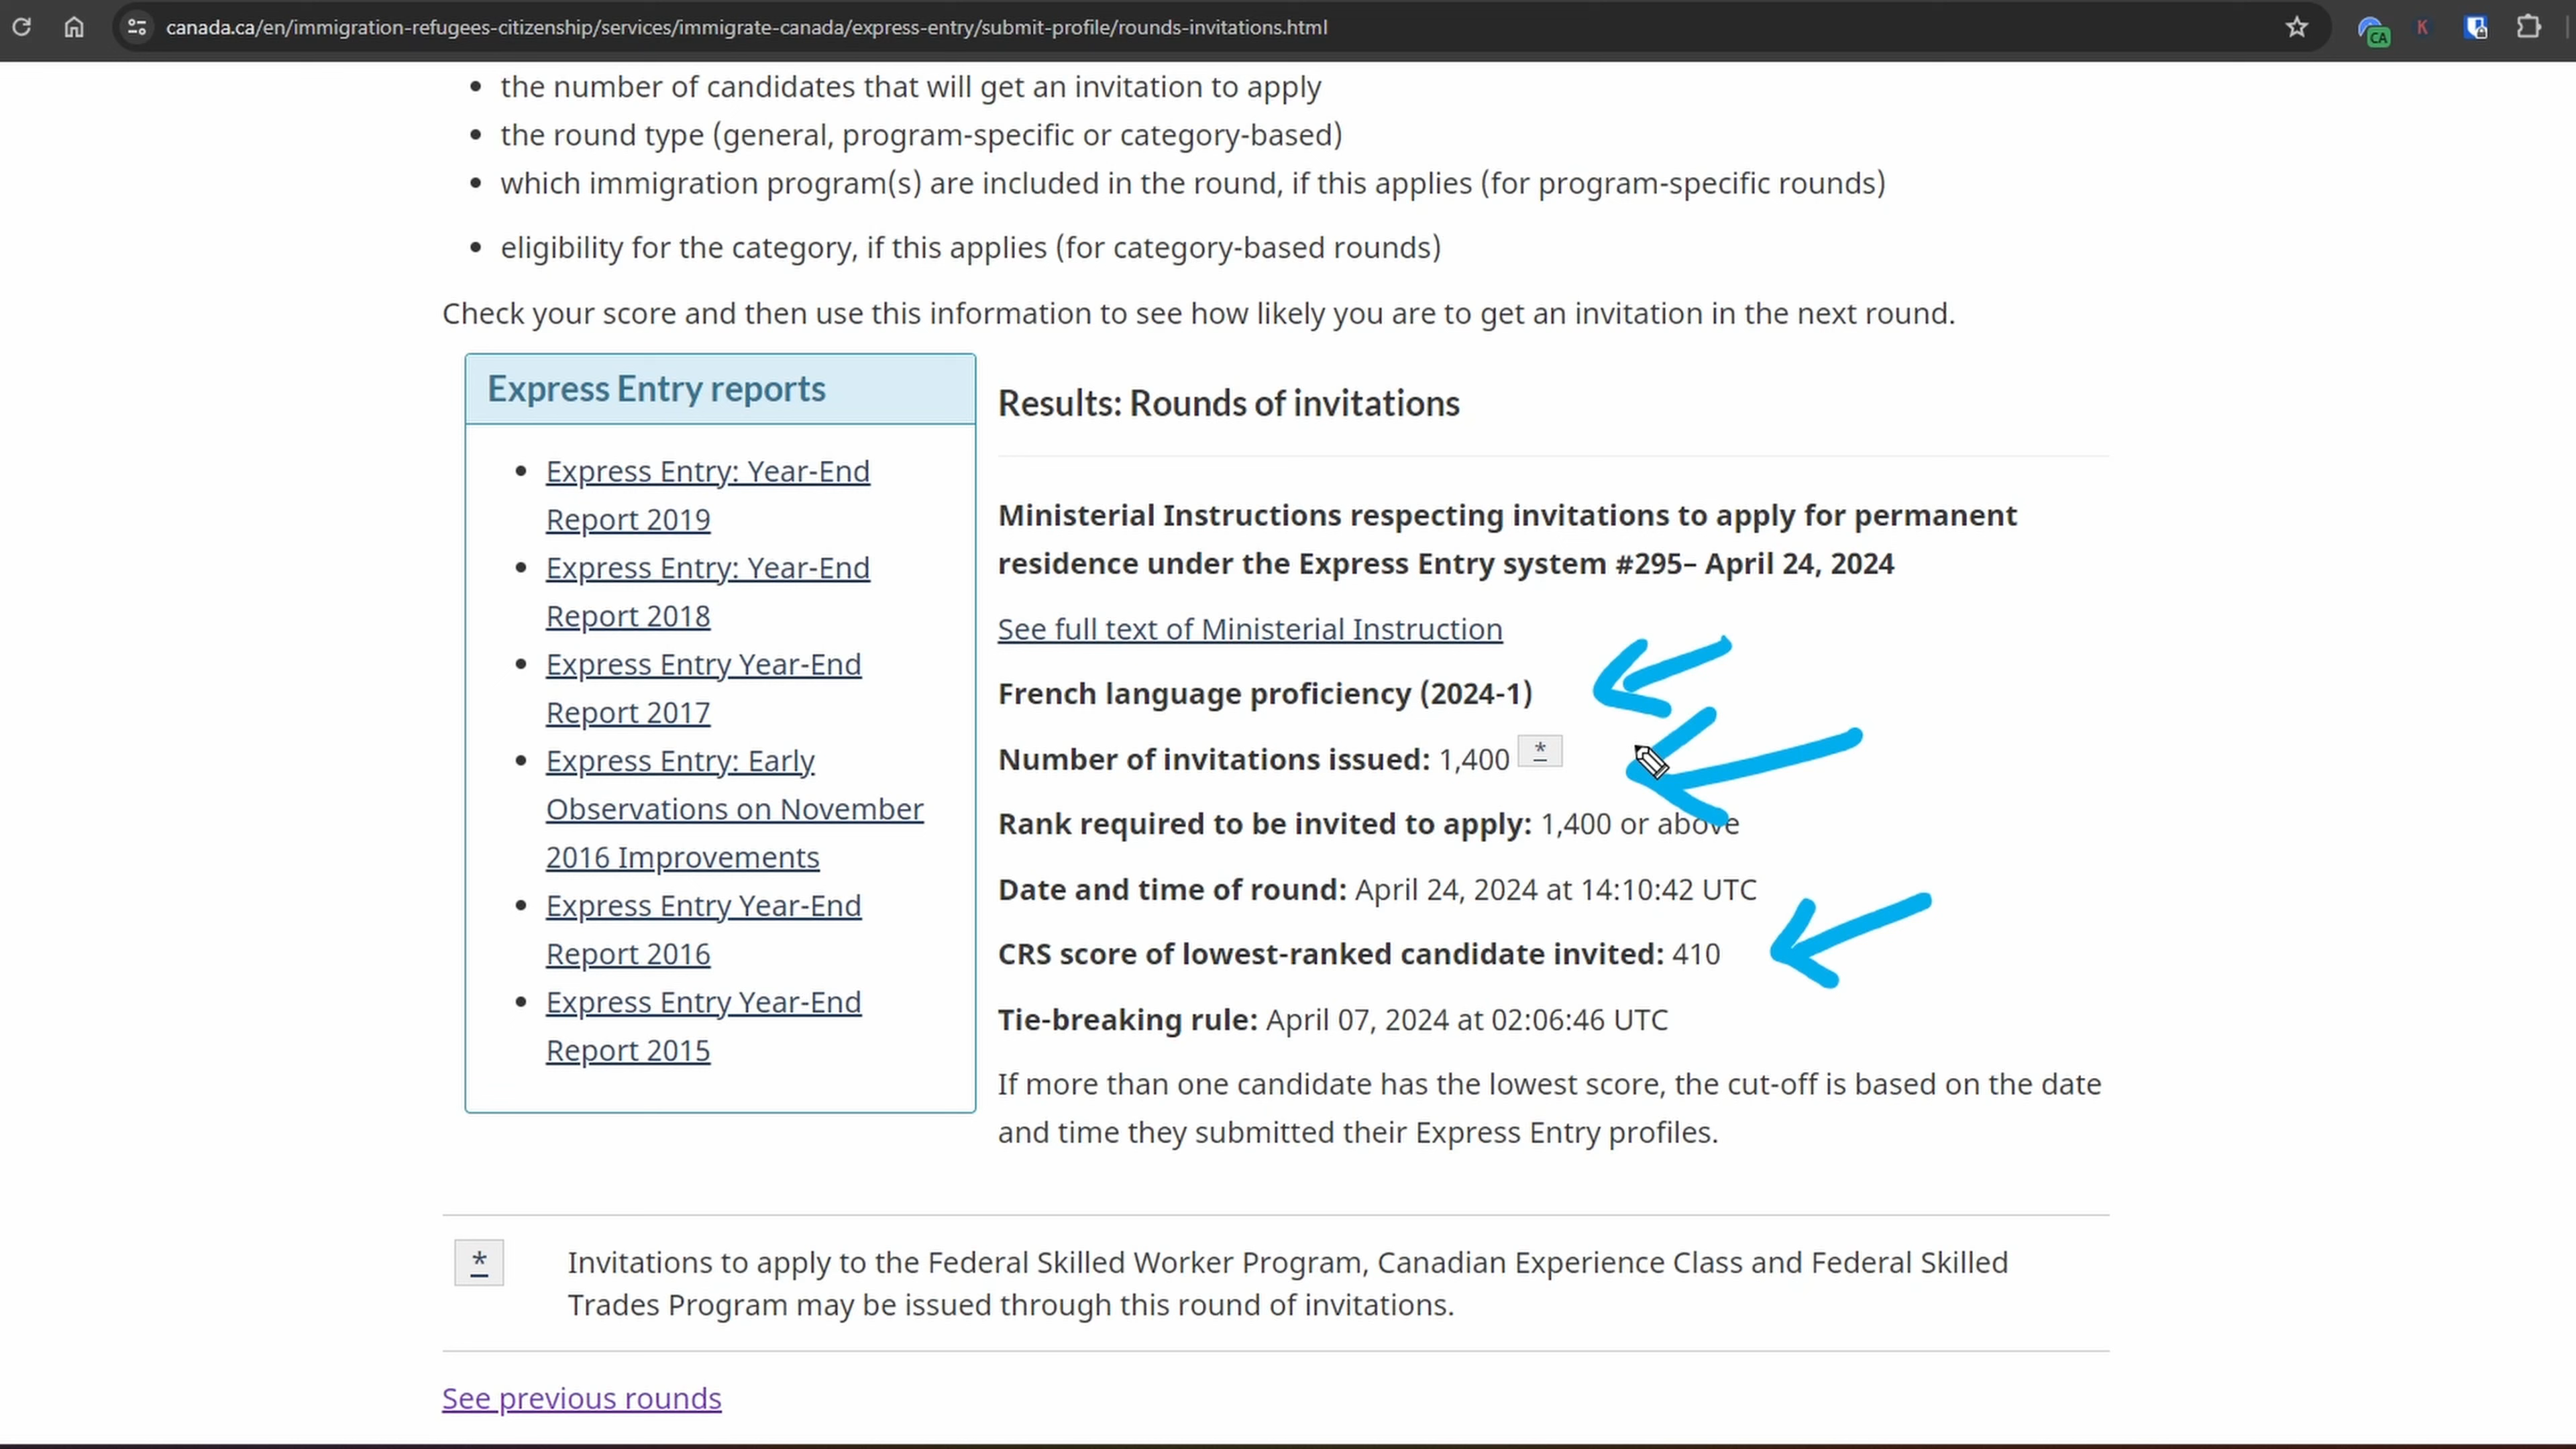 canada.ca/en/immigration-refugees-citizenship/services/immigrate-canada/express-entry/submit-profile/rounds-invitations.html
CA
K
the number of candidates that will get an invitation to apply
the round type (general, program-specific or category-based)
which immigration program(s) are included in the round, if this applies (for program-specific rounds)
eligibility for the category, if this applies (for category-based rounds)
Check your score and then use this information to see how likely you are to get an invitation in the next round.
Express Entry reports
Express Entry: Year-End
Report 2019
Express Entry: Year-End
Report 2018
Express Entry Year-End
Report 2017
Express Entry: Early
Observations on November
2016 Improvements
Express Entry Year-End
Report 2016
Express Entry Year-End
Report 2015
Results: Rounds of invitations
Ministerial Instructions respecting invitations to apply for permanent
residence under the Express Entry system #295– April 24, 2024
See full text of Ministerial Instruction
French language proficiency (2024-1)
Number of invitations issued: 1,400 *
Rank required to be invited to apply: 1,400 or above
Date and time of round: April 24, 2024 at 14:10:42 UTC
CRS score of lowest-ranked candidate invited: 410
Tie-breaking rule: April 07, 2024 at 02:06:46 UTC
If more than one candidate has the lowest score, the cut-off is based on the date
and time they submitted their Express Entry profiles.
* Invitations to apply to the Federal Skilled Worker Program, Canadian Experience Class and Federal Skilled
Trades Program may be issued through this round of invitations.
See previous rounds